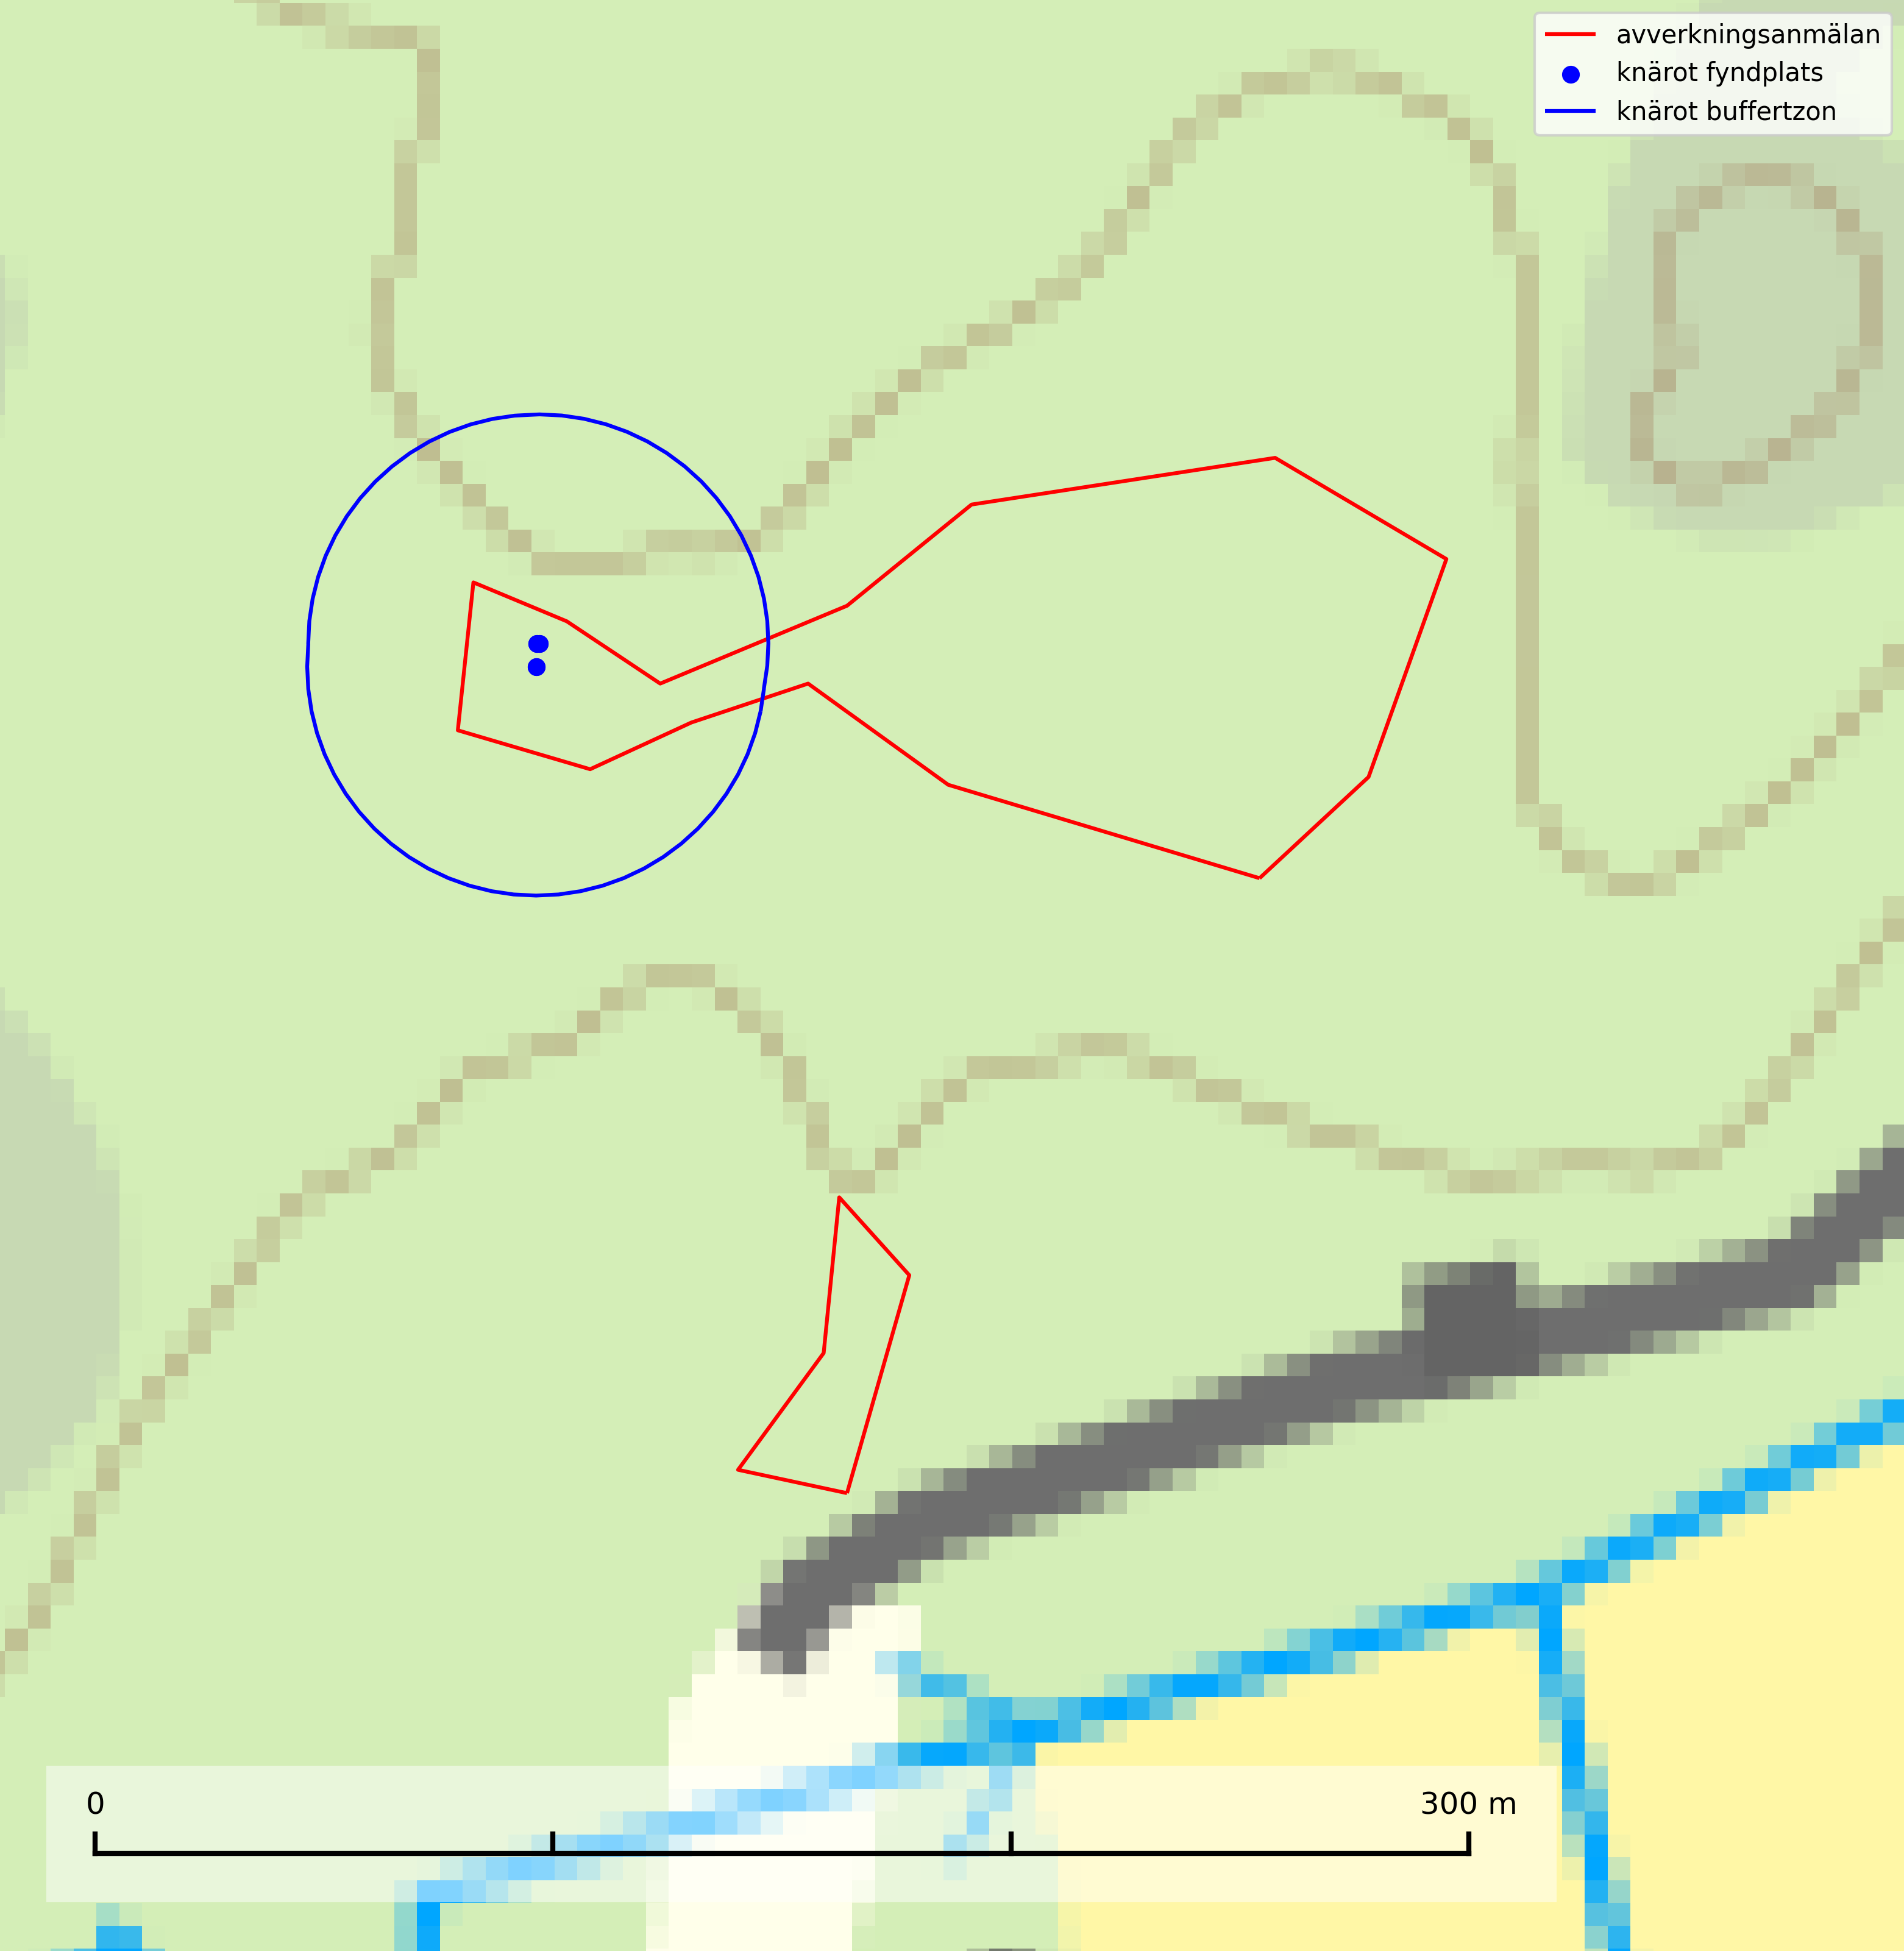 avverkningsanmälan
knärot fyndplats
knärot buffertzon
0
300 m